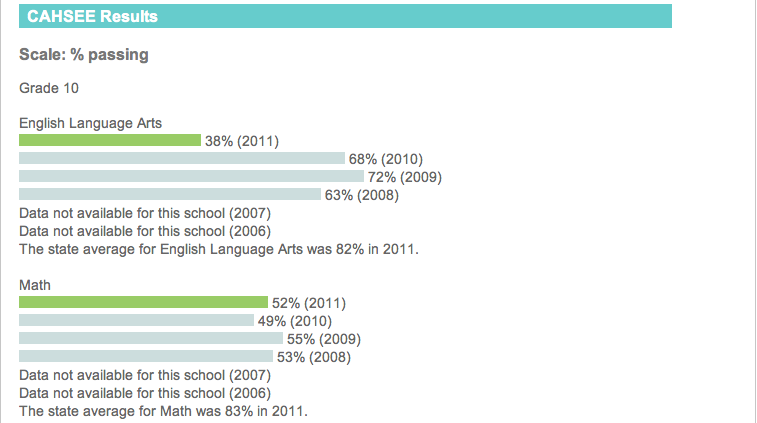 CAHSEE Results
Scale: % passing
Grade 10
English Language Arts
38% (2011)
68% (2010)
72% (2009)
63% (2008)
Data not available for this school (2007)
Data not available for this school (2006)
The state average for English Language Arts was 82% in 2011.
Math
52% (2011)
49% (2010)
55% (2009)
53% (2008)
Data not available for this school (2007)
Data not available for this school (2006)
The state average for Math was 83% in 2011.